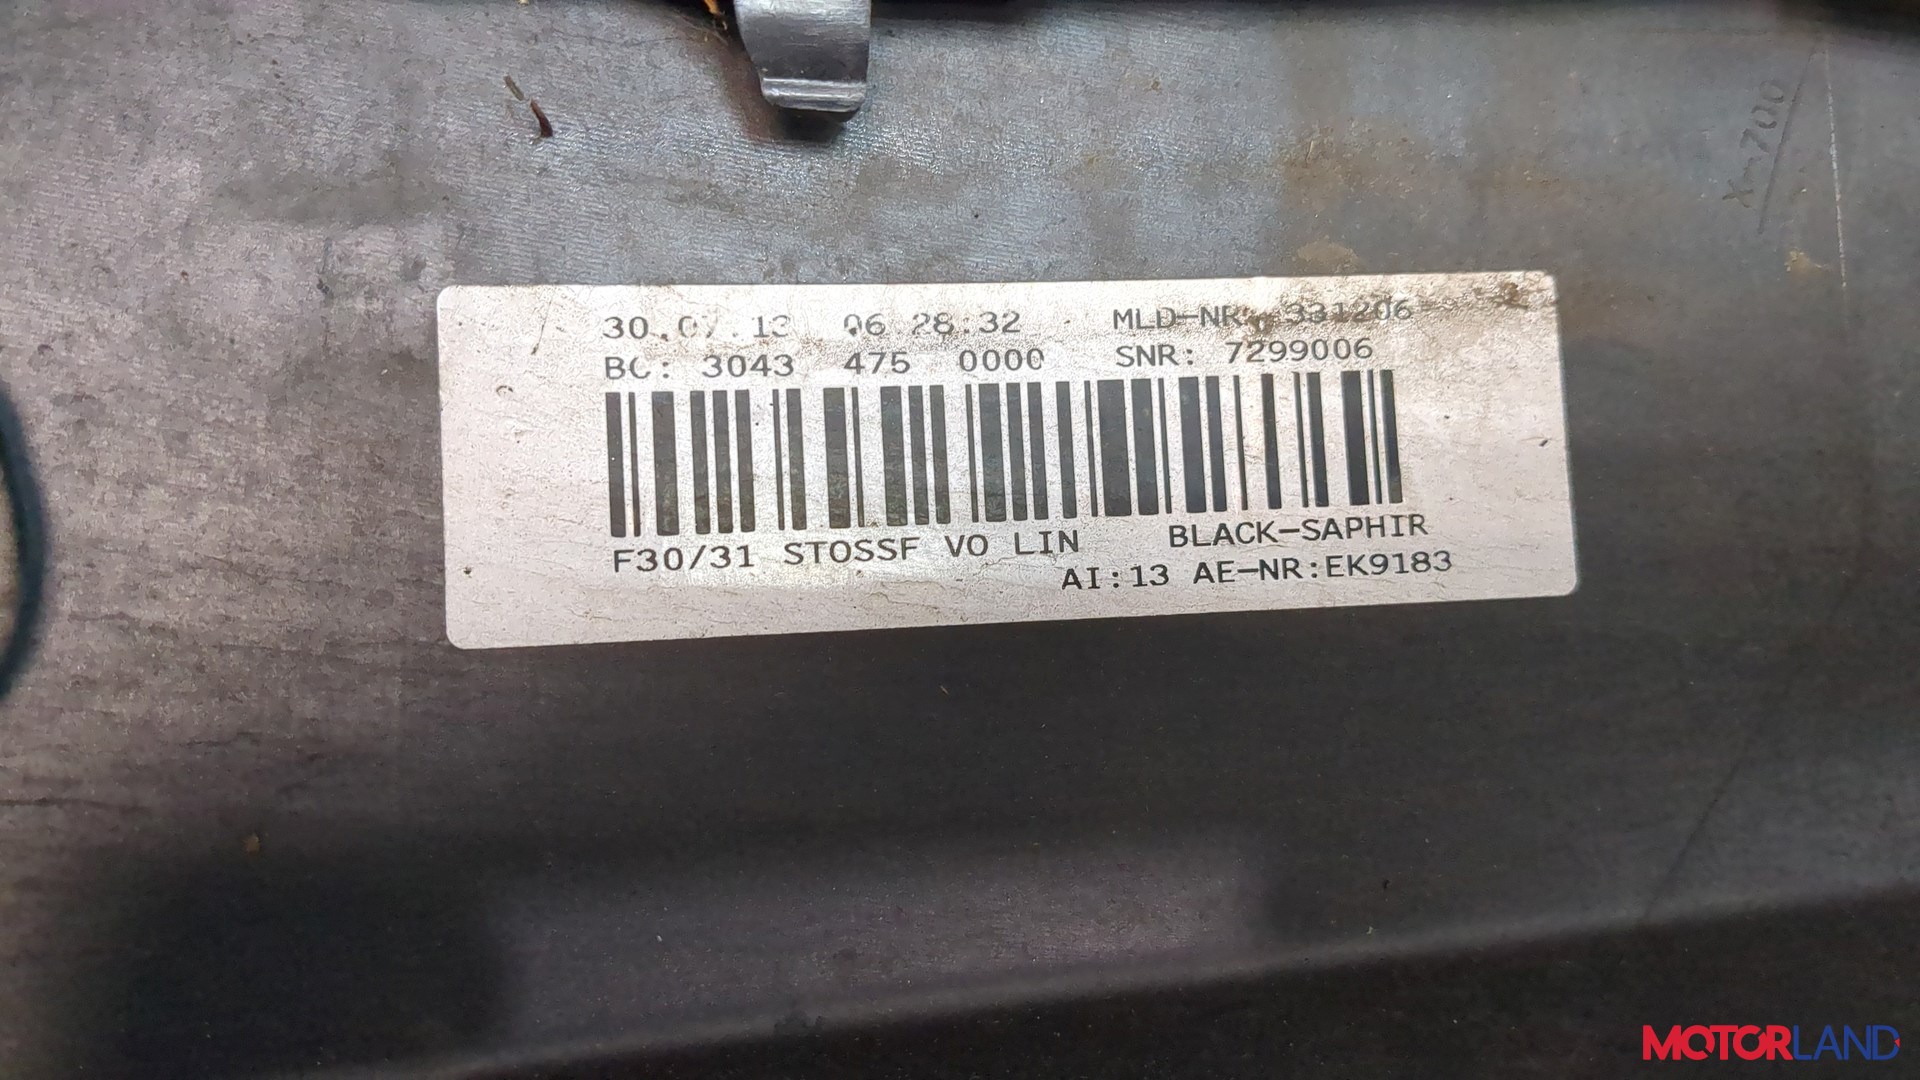 30.07.13 06:28:32 MLD-NR: 331206
BC: 3043 475 0000 SNR: 7299006
F30/31 STOSSF VO LIN BLACK-SAPHIR
AI:13 AE-NR:EK9183
X-700
MOTORLAND